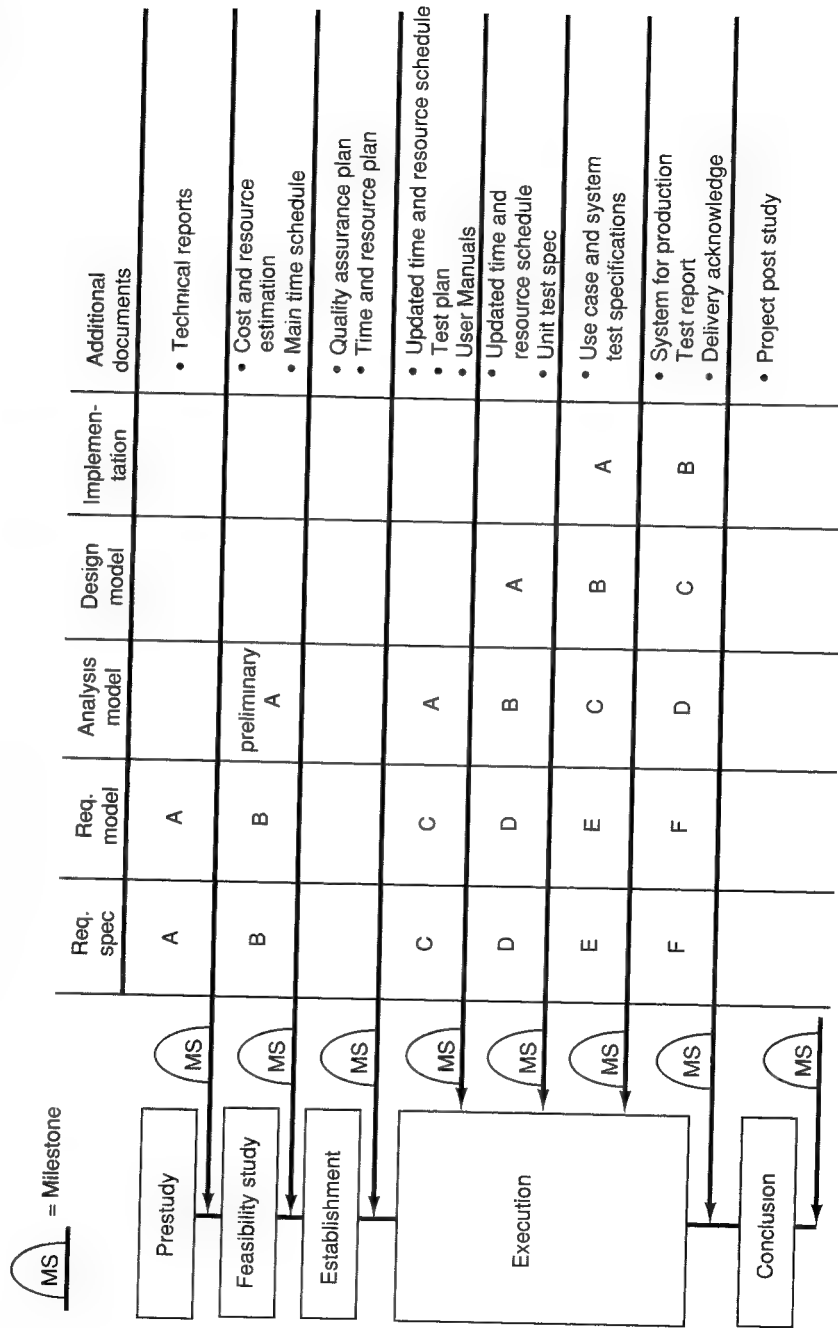 MS = Milestone
Req. spec
Req. model
Analysis model
Design model
Implemen-tation
Additional documents
Prestudy
MS
A
A
• Technical reports
Feasibility study
MS
B
B
preliminary
A
• Cost and resource
estimation
• Main time schedule
Establishment
MS
• Quality assurance plan
• Time and resource plan
Execution
MS
C
C
A
• Updated time and resource schedule
• Test plan
• User Manuals
MS
D
D
B
A
• Updated time and
resource schedule
• Unit test spec
MS
E
E
C
B
A
• Use case and system
test specifications
MS
F
F
D
C
B
• System for production
Test report
• Delivery acknowledge
Conclusion
MS
• Project post study